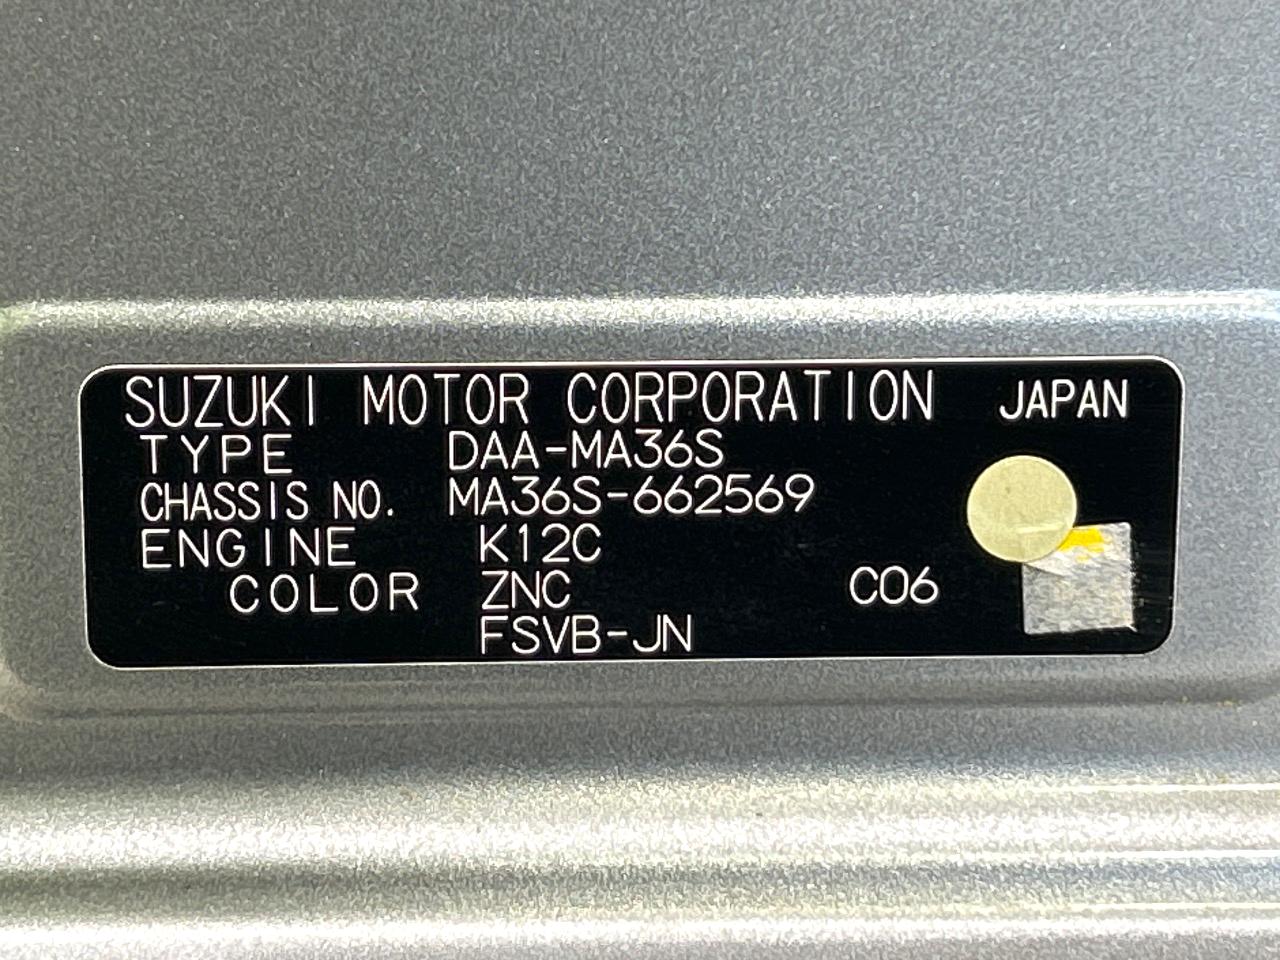 SUZUKI MOTOR CORPORATION JAPAN
TYPE DAA-MA36S
CHASSIS NO. MA36S-662569
ENGINE K12C
COLOR ZNC C06
FSVB-JN